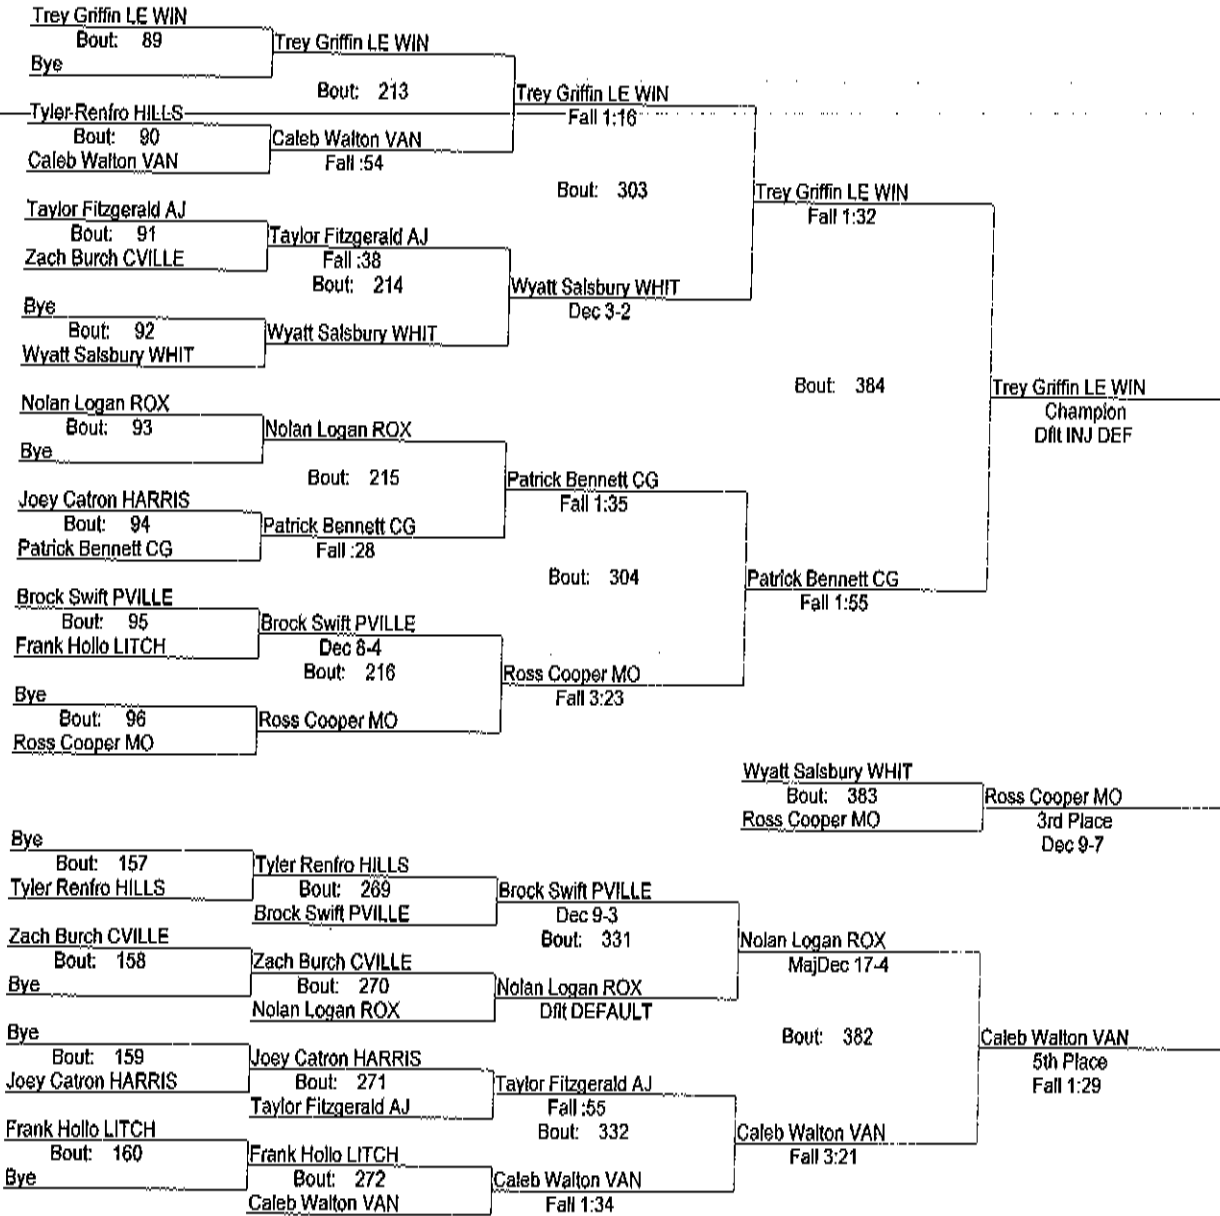 Trey Griffin LE WIN
Bout: 89
Bye
Trey Griffin LE WIN
Bout: 213
Tyler Renfro HILLS
Bout: 90
Caleb Walton VAN
Caleb Walton VAN
Fall :54
Trey Griffin LE WIN
Fall 1:16
Bout: 303
Taylor Fitzgerald AJ
Bout: 91
Zach Burch CVILLE
Taylor Fitzgerald AJ
Fall :38
Bout: 214
Bye
Bout: 92
Wyatt Salsbury WHIT
Wyatt Salsbury WHIT
Wyatt Salsbury WHIT
Dec 3-2
Trey Griffin LE WIN
Fall 1:32
Bout: 384
Nolan Logan ROX
Bout: 93
Bye
Nolan Logan ROX
Bout: 215
Joey Catron HARRIS
Bout: 94
Patrick Bennett CG
Patrick Bennett CG
Fall :28
Patrick Bennett CG
Fall 1:35
Bout: 304
Brock Swift PVILLE
Bout: 95
Frank Hollo LITCH
Brock Swift PVILLE
Dec 8-4
Bout: 216
Bye
Bout: 96
Ross Cooper MO
Ross Cooper MO
Ross Cooper MO
Fall 3:23
Patrick Bennett CG
Fall 1:55
Trey Griffin LE WIN
Champion
Dflt INJ DEF
Wyatt Salsbury WHIT
Bout: 383
Ross Cooper MO
Ross Cooper MO
3rd Place
Dec 9-7
Bye
Bout: 157
Tyler Renfro HILLS
Tyler Renfro HILLS
Bout: 269
Brock Swift PVILLE
Brock Swift PVILLE
Dec 9-3
Bout: 331
Zach Burch CVILLE
Bout: 158
Bye
Zach Burch CVILLE
Bout: 270
Nolan Logan ROX
Nolan Logan ROX
Dflt DEFAULT
Nolan Logan ROX
MajDec 17-4
Bout: 382
Bye
Bout: 159
Joey Catron HARRIS
Joey Catron HARRIS
Bout: 271
Taylor Fitzgerald AJ
Taylor Fitzgerald AJ
Fall :55
Bout: 332
Frank Hollo LITCH
Bout: 160
Bye
Frank Hollo LITCH
Bout: 272
Caleb Walton VAN
Caleb Walton VAN
Fall 1:34
Caleb Walton VAN
Fall 3:21
Caleb Walton VAN
5th Place
Fall 1:29